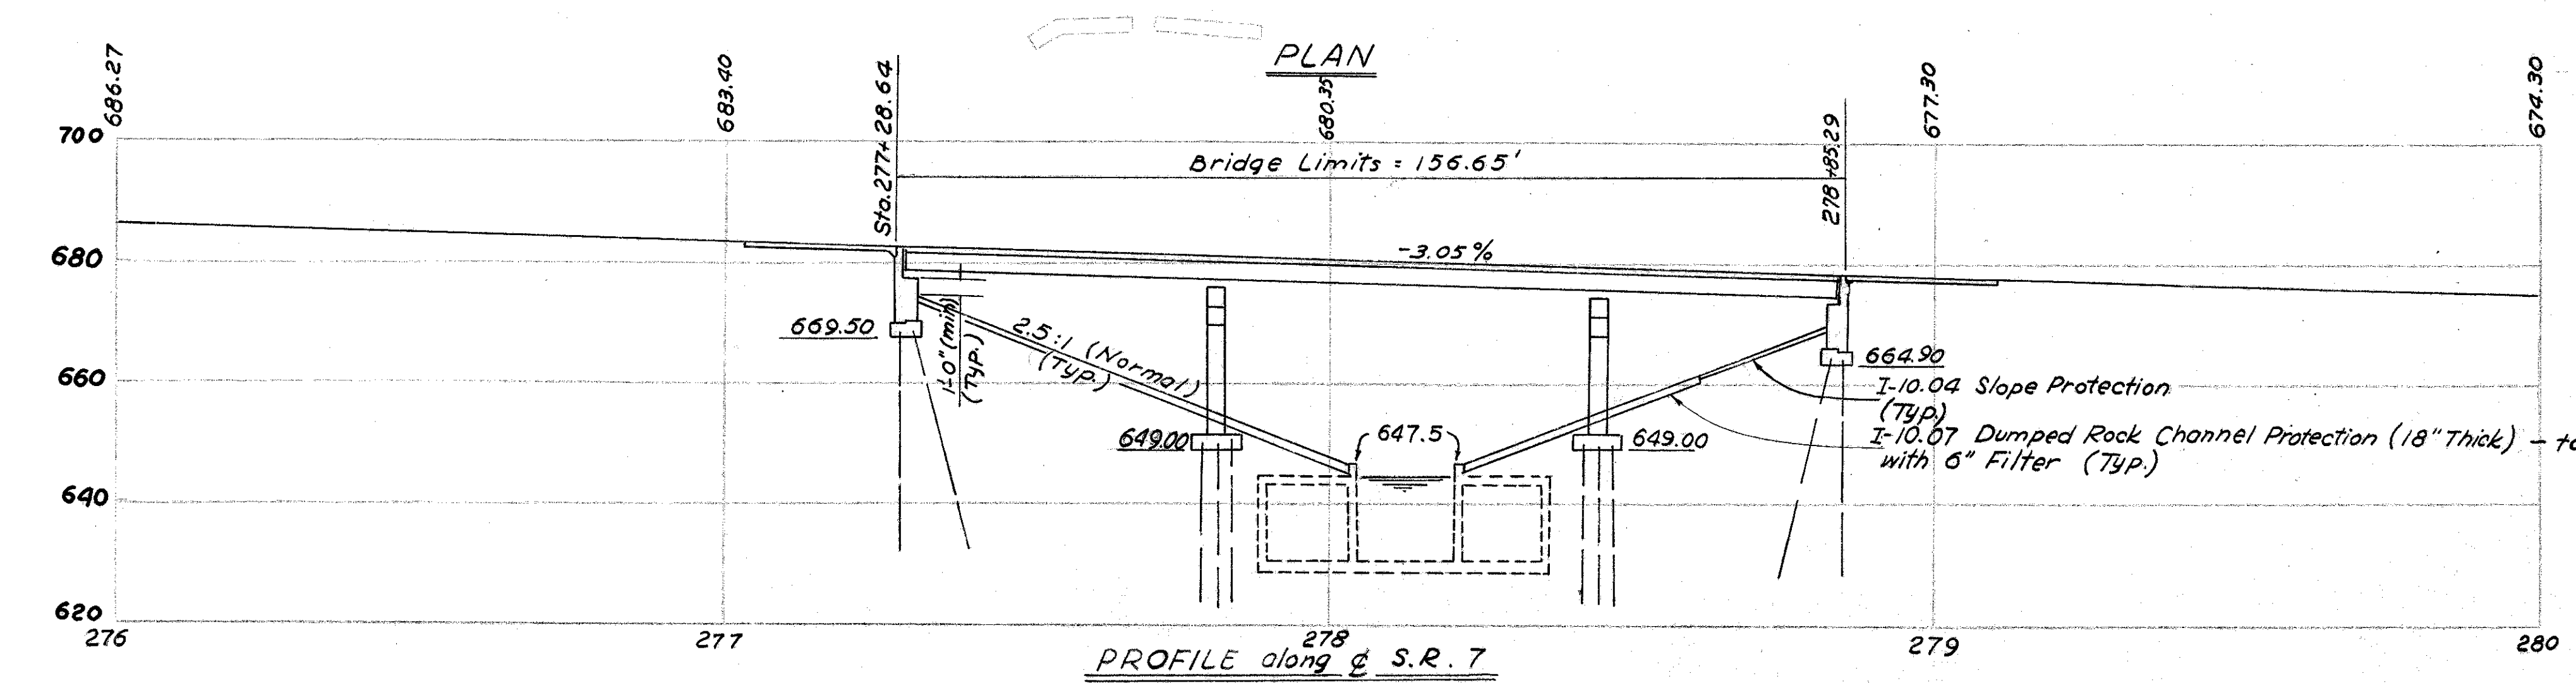 PLAN
686.27
683.40
Sta. 277+28.64
680.35
278+85.29
677.30
674.30
700
Bridge Limits = 156.65'
680
-3.05%
669.50
1'-0" (min)
(Typ.)
2.5:1 (Normal)
(Typ.)
664.90
660
I-10.04 Slope Protection
(Typ.)
649.00
647.5
649.00
I-10.07 Dumped Rock Channel Protection (18" Thick) -
with 6" Filter (Typ.)
640
620
276
277
278
279
280
PROFILE along ℄ S.R. 7